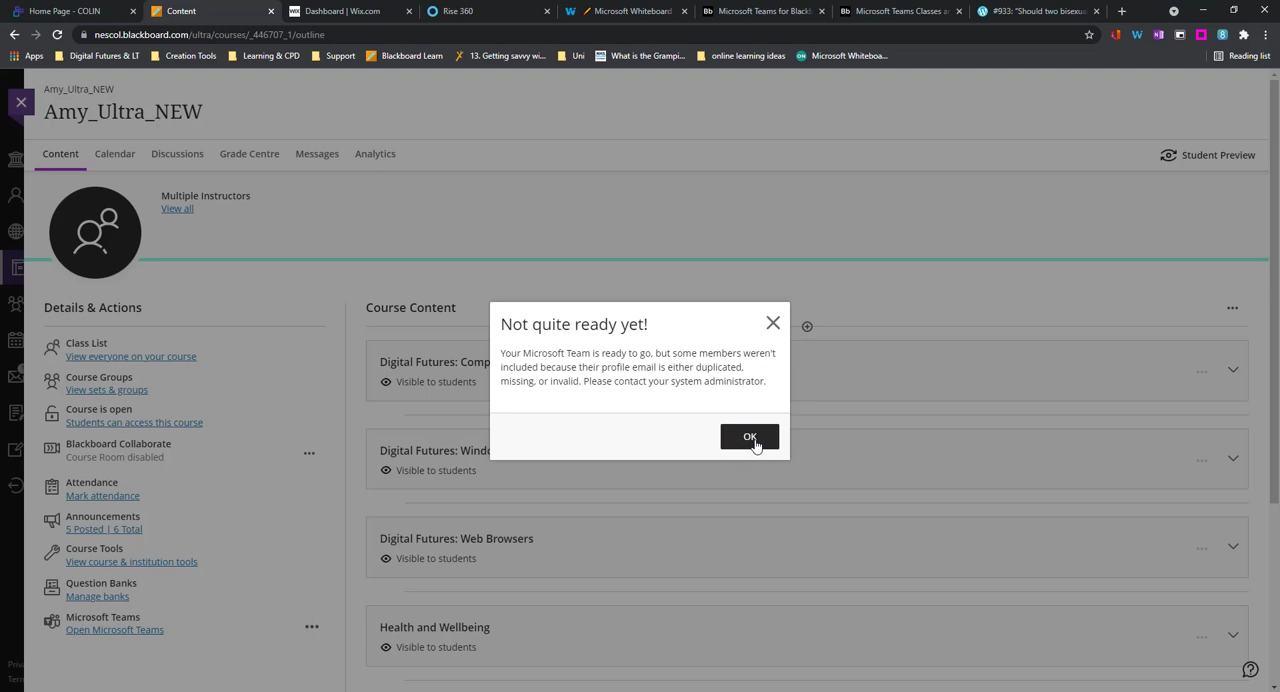 Home Page - COLIN
Content
Dashboard | Wix.com
Rise 360
Microsoft Whiteboard
Microsoft Teams for Blackb
Microsoft Teams Classes an
#933: "Should two bisexua
nescol.blackboard.com/ultra/courses/_446707_1/outline
Apps
Digital Futures & LT
Creation Tools
Learning & CPD
Support
Blackboard Learn
13. Getting savvy wi...
Uni
What is the Grampi...
online learning ideas
Microsoft Whiteboa...
Reading list
Amy_Ultra_NEW
Amy_Ultra_NEW
Content
Calendar
Discussions
Grade Centre
Messages
Analytics
Student Preview
Multiple Instructors
View all
Details & Actions
Class List
View everyone on your course
Course Groups
View sets & groups
Course is open
Students can access this course
Blackboard Collaborate
Course Room disabled
Attendance
Mark attendance
Announcements
5 Posted | 6 Total
Course Tools
View course & institution tools
Question Banks
Manage banks
Microsoft Teams
Open Microsoft Teams
Course Content
Digital Futures: Comp
Visible to students
Digital Futures: Windo
Visible to students
Digital Futures: Web Browsers
Visible to students
Health and Wellbeing
Visible to students
Not quite ready yet!
Your Microsoft Team is ready to go, but some members weren't
included because their profile email is either duplicated,
missing, or invalid. Please contact your system administrator.
OK
Priva
Term